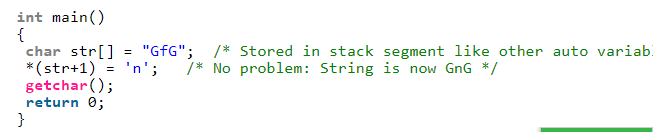 int main()
{
char str[] = "GfG"; /* Stored in stack segment like other auto
*(str+1) = 'n'; /* No problem: String is now GnG */
getchar();
return 0;
}